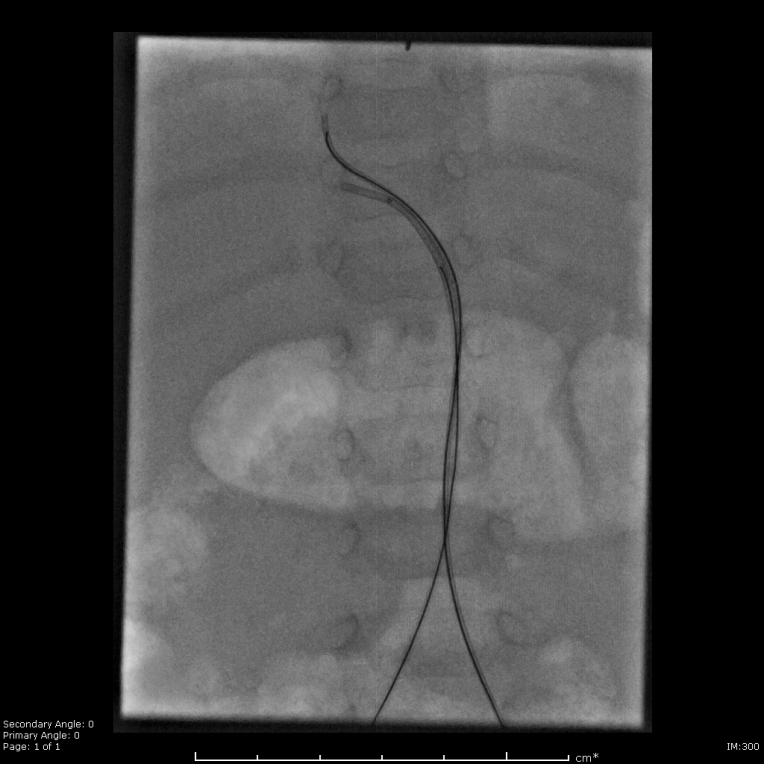 Secondary Angle: 0
Primary Angle: 0
Page: 1 of 1
cm*
IM:300